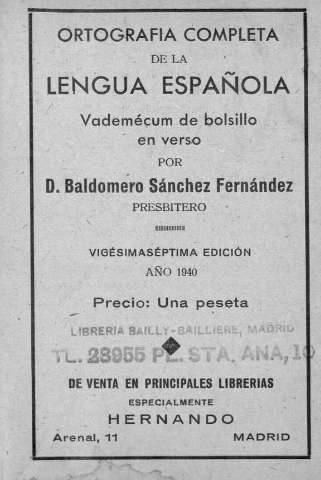 ORTOGRAFIA COMPLETA
DE LA
LENGUA ESPAÑOLA
Vademécum de bolsillo
en verso
POR
D. Baldomero Sánchez Fernández
PRESBITERO
VIGÉSIMASÉPTIMA EDICIÓN
AÑO 1940
Precio: Una peseta
LIBRERIA BAILLY-BAILLIERE, MADRID
TL. 28955 PL. STA. ANA, 10
DE VENTA EN PRINCIPALES LIBRERIAS
ESPECIALMENTE
HERNANDO
Arenal, 11 MADRID